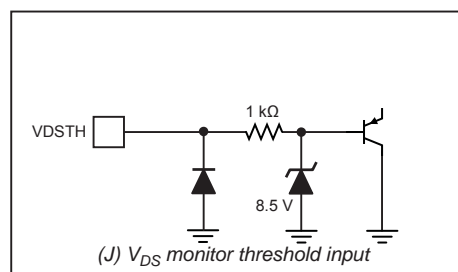 1 kΩ
VDSTH
8.5 V
(J) VDS monitor threshold input